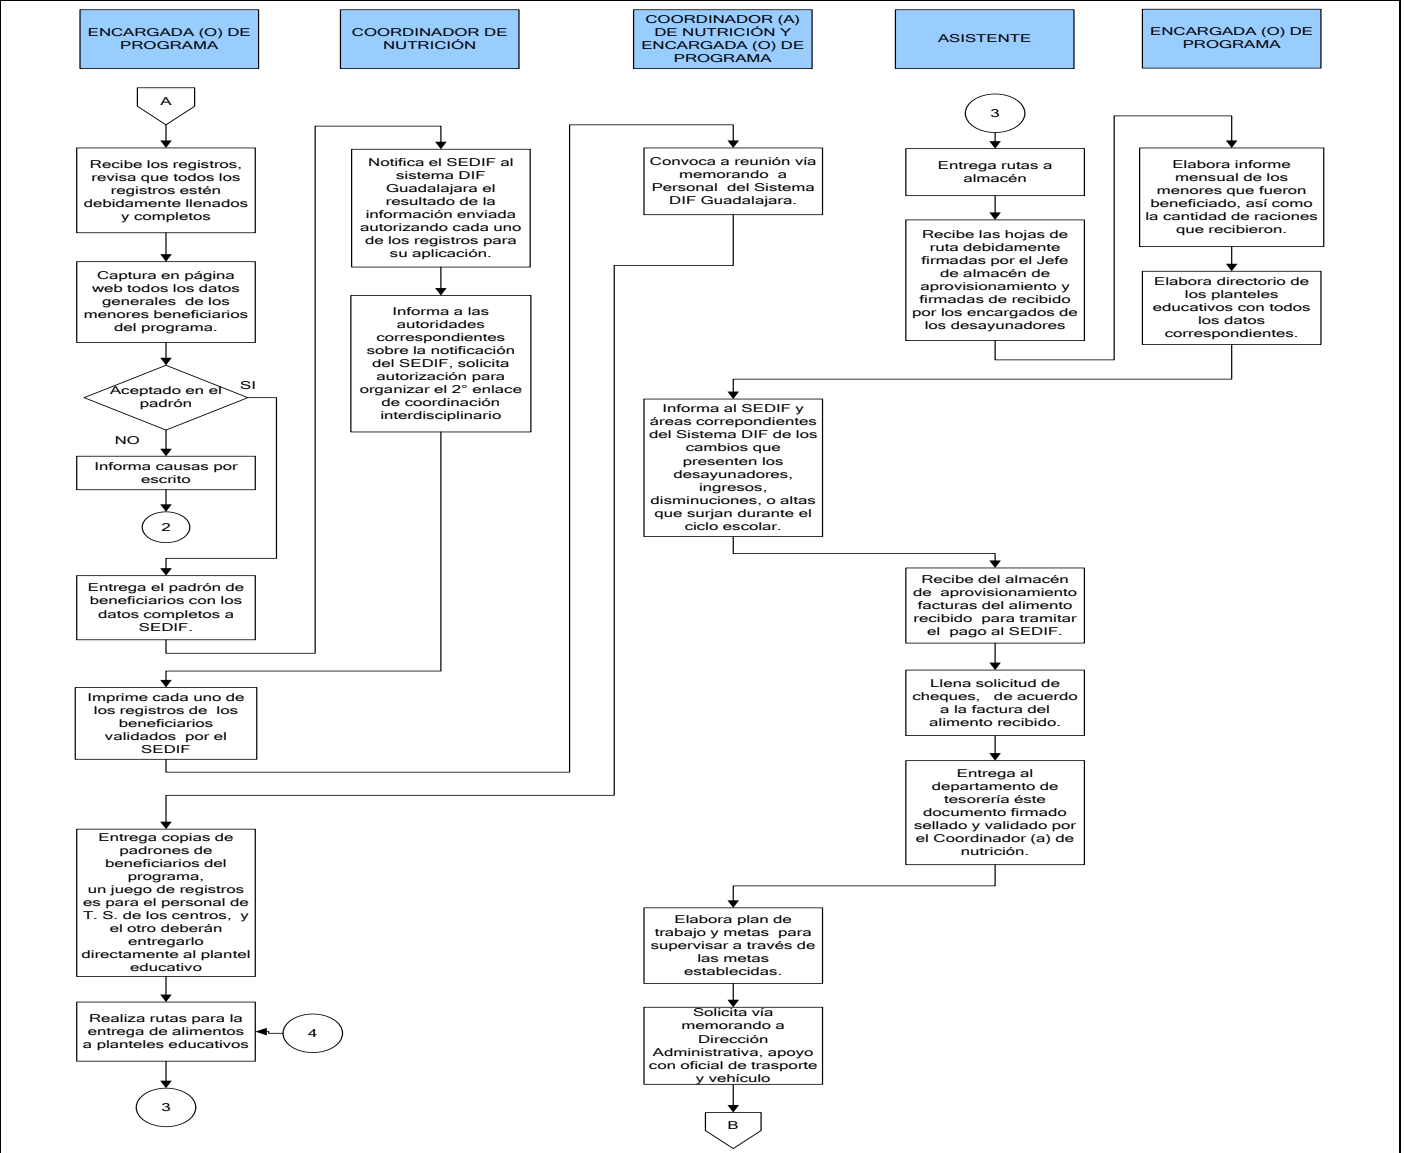 ENCARGADA (O) DE
PROGRAMA
COORDINADOR DE
NUTRICIÓN
COORDINADOR (A)
DE NUTRICIÓN Y
ENCARGADA (O) DE
PROGRAMA
ASISTENTE
ENCARGADA (O) DE
PROGRAMA
A
Recibe los registros,
revisa que todos los
registros estén
debidamente llenados
y completos
Captura en página
web todos los datos
generales de los
menores beneficiarios
del programa.
Aceptado en el
padrón
SI
NO
Informa causas por
escrito
2
Entrega el padrón de
beneficiarios con los
datos completos a
SEDIF.
Imprime cada uno de
los registros de los
beneficiarios
validados por el
SEDIF
Entrega copias de
padrones de
beneficiarios del
programa,
un juego de registros
es para el personal de
T. S. de los centros, y
el otro deberán
entregarlo
directamente al plantel
educativo
Realiza rutas para la
entrega de alimentos
a planteles educativos
4
3
Notifica el SEDIF al
sistema DIF
Guadalajara el
resultado de la
información enviada
autorizando cada uno
de los registros para
su aplicación.
Informa a las
autoridades
correspondientes
sobre la notificación
del SEDIF, solicita
autorización para
organizar el 2° enlace
de coordinación
interdisciplinario
Convoca a reunión vía
memorando a
Personal del Sistema
DIF Guadalajara.
Informa al SEDIF y
áreas correpondientes
del Sistema DIF de los
cambios que
presenten los
desayunadores,
ingresos,
disminuciones, o altas
que surjan durante el
ciclo escolar.
Elabora plan de
trabajo y metas para
supervisar a través de
las metas
establecidas.
Solicita vía
memorando a
Dirección
Administrativa, apoyo
con oficial de trasporte
y vehículo
B
3
Entrega rutas a
almacén
Recibe las hojas de
ruta debidamente
firmadas por el Jefe
de almacén de
aprovisionamiento y
firmadas de recibido
por los encargados de
los desayunadores
Recibe del almacén
de aprovisionamiento
facturas del alimento
recibido para tramitar
el pago al SEDIF.
Llena solicitud de
cheques, de acuerdo
a la factura del
alimento recibido.
Entrega al
departamento de
tesorería éste
documento firmado
sellado y validado por
el Coordinador (a) de
nutrición.
Elabora informe
mensual de los
menores que fueron
beneficiado, así como
la cantidad de raciones
que recibieron.
Elabora directorio de
los planteles
educativos con todos
los datos
correspondientes.